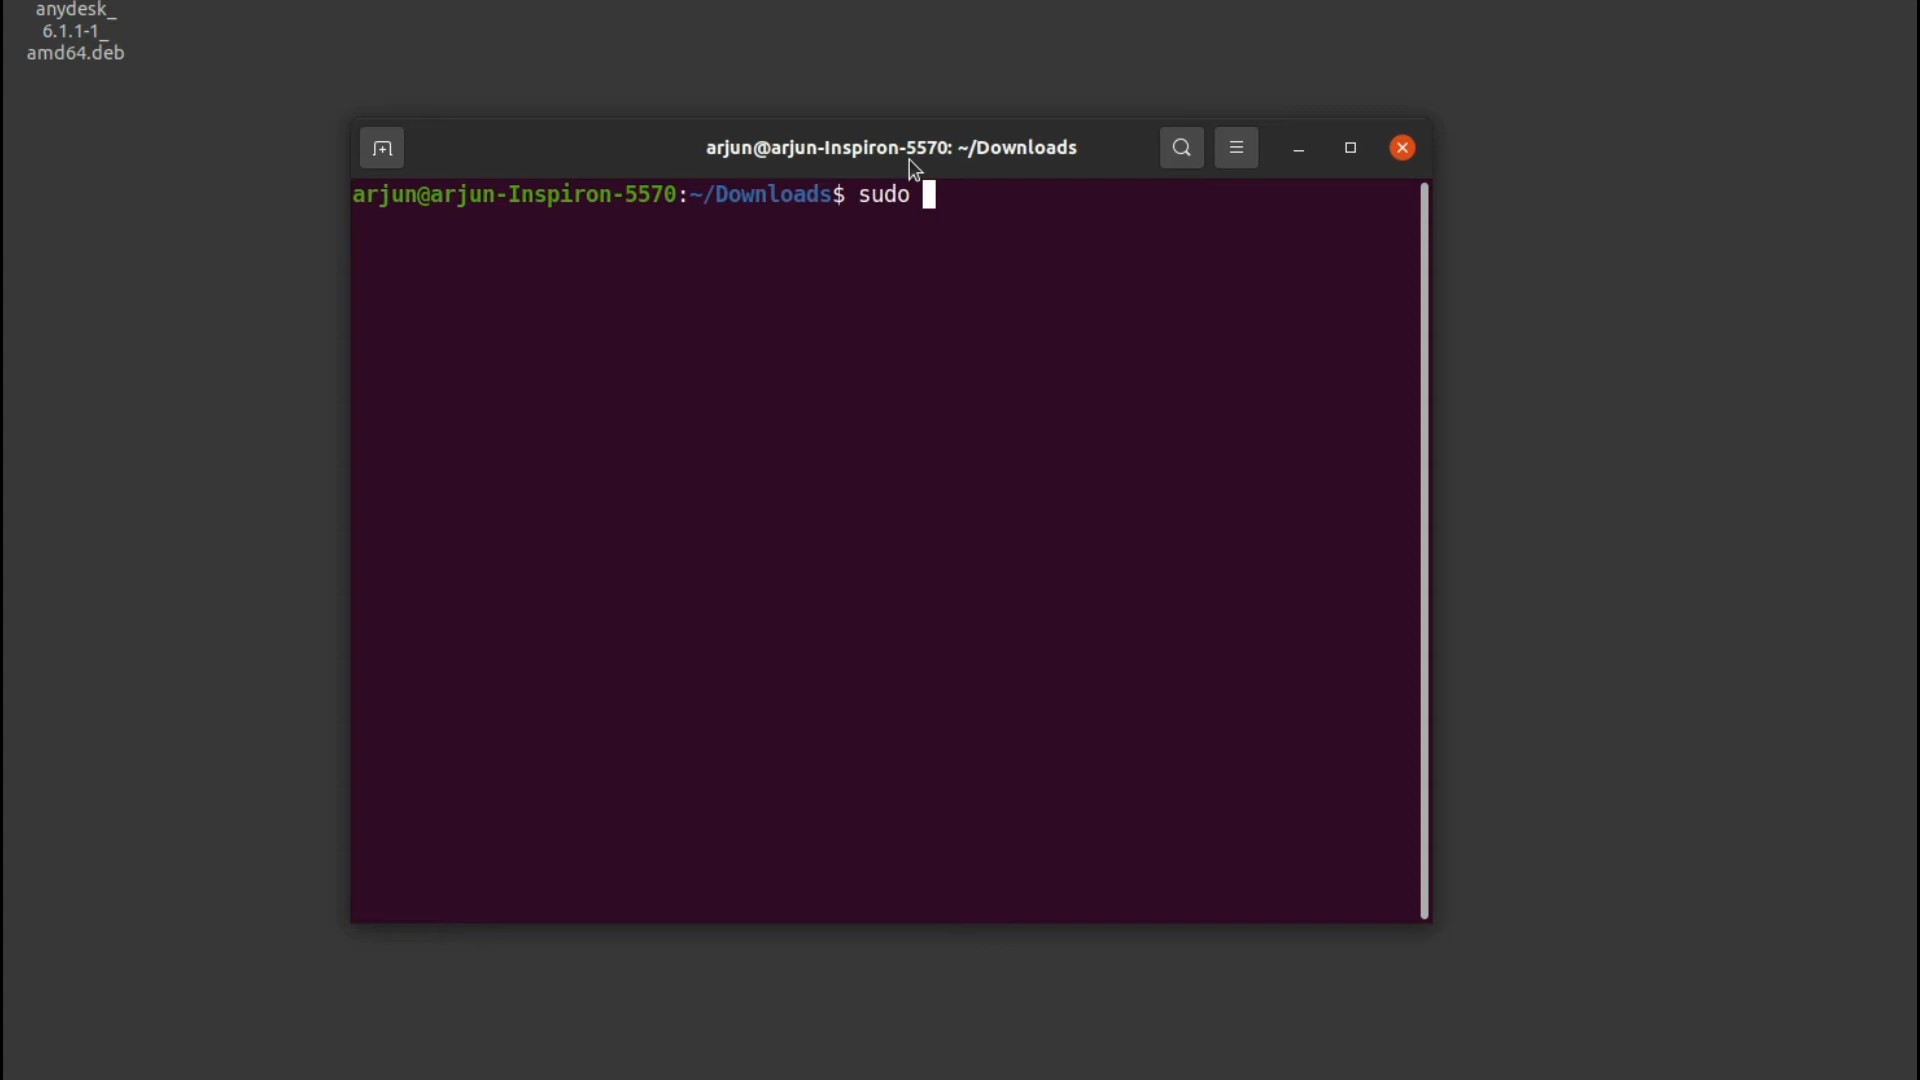 anydesk_
6.1.1-1_
amd64.deb
arjun@arjun-Inspiron-5570: ~/Downloads
arjun@arjun-Inspiron-5570:~/Downloads$ sudo